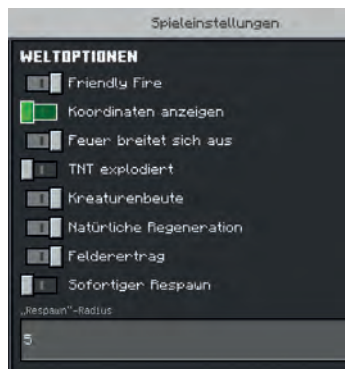 Spieleinstellungen
WELTOPTIONEN
Friendly Fire
Koordinaten anzeigen
Feuer breitet sich aus
TNT explodiert
Kreaturenbeute
Natürliche Regeneration
Felderertrag
Sofortiger Respawn
„Respawn“-Radius
5